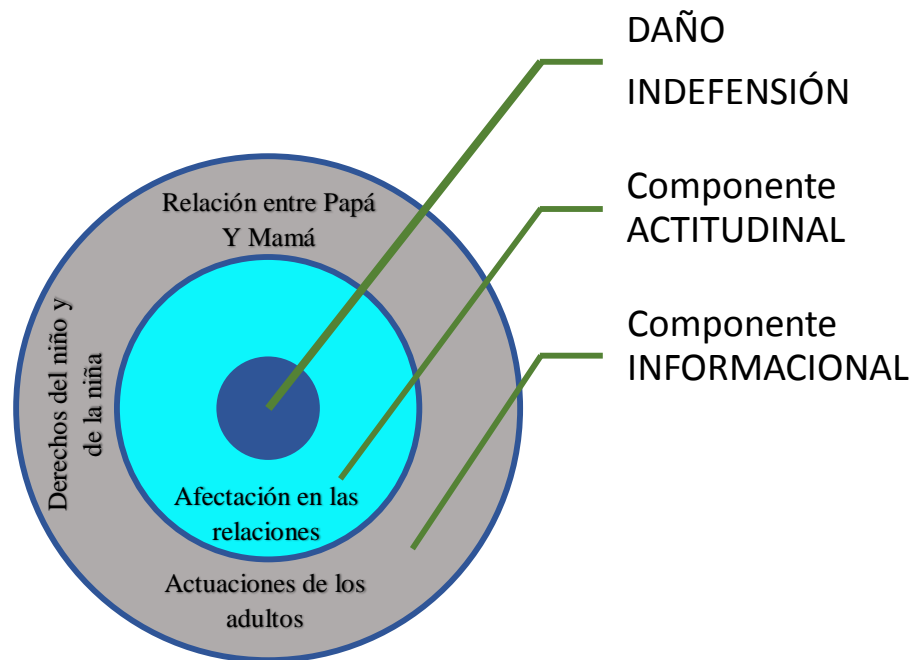 DAÑO
INDEFENSIÓN
Componente
ACTITUDINAL
Componente
INFORMACIONAL
Relación entre Papá
Y Mamá
Derechos del niño y
de la niña
Afectación en las
relaciones
Actuaciones de los
adultos